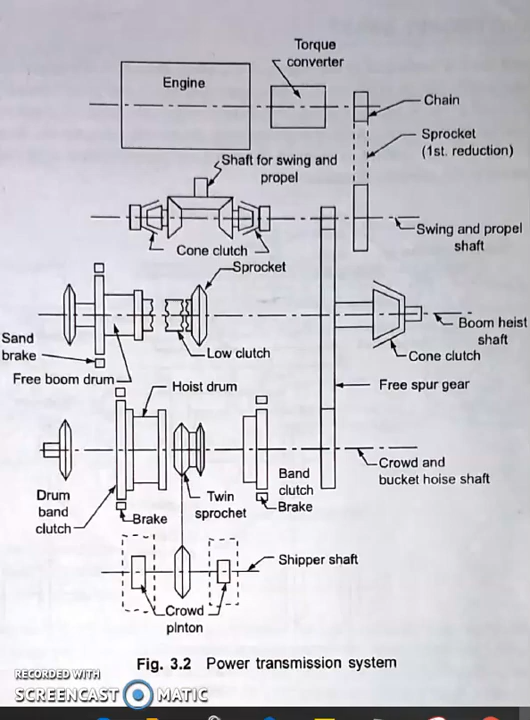 Torque
converter
Engine
Chain
Sprocket
(1st. reduction)
Shaft for swing and
propel
Swing and propel
shaft
Cone clutch
Sprocket
Boom heist
shaft
Sand
brake
Low clutch
Cone clutch
Free boom drum
Hoist drum
Free spur gear
Crowd and
bucket hoise shaft
Drum
band
clutch
Brake
Twin
sprochet
Band
clutch
Brake
Shipper shaft
Crowd
pinton
Fig. 3.2 Power transmission system
RECORDED WITH
SCREENCAST MATIC